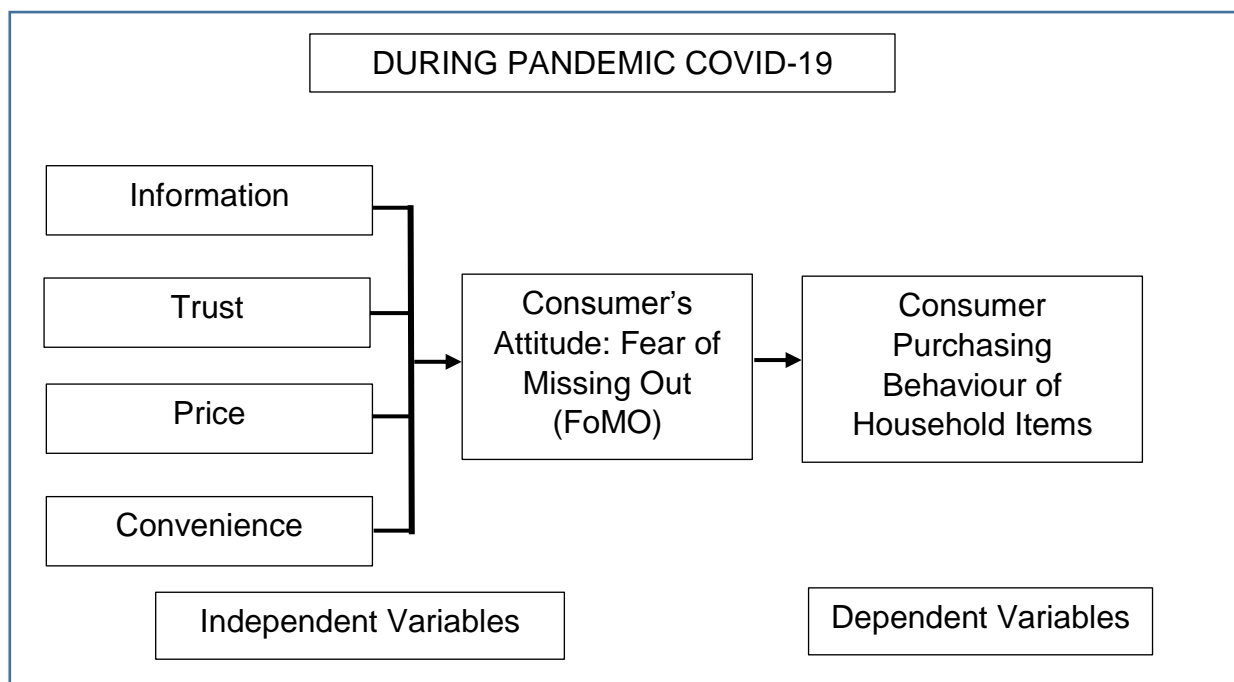 DURING PANDEMIC COVID-19
Information
Trust
Price
Convenience
Consumer’s
Attitude: Fear of
Missing Out
(FoMO)
Consumer
Purchasing
Behaviour of
Household Items
Independent Variables
Dependent Variables